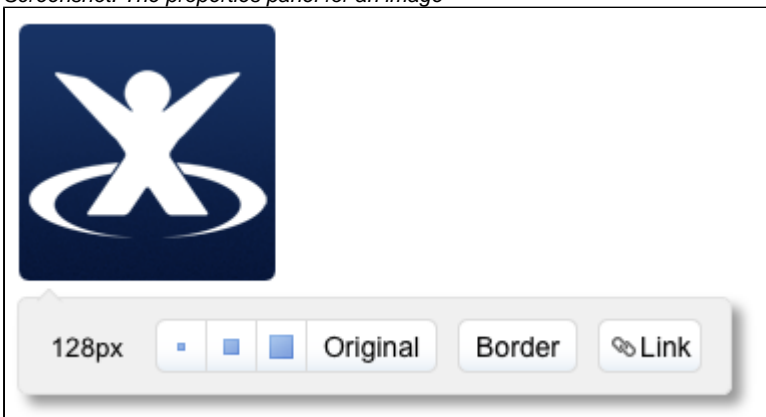 Screenshot: The properties panel for an image
128px Original Border Link